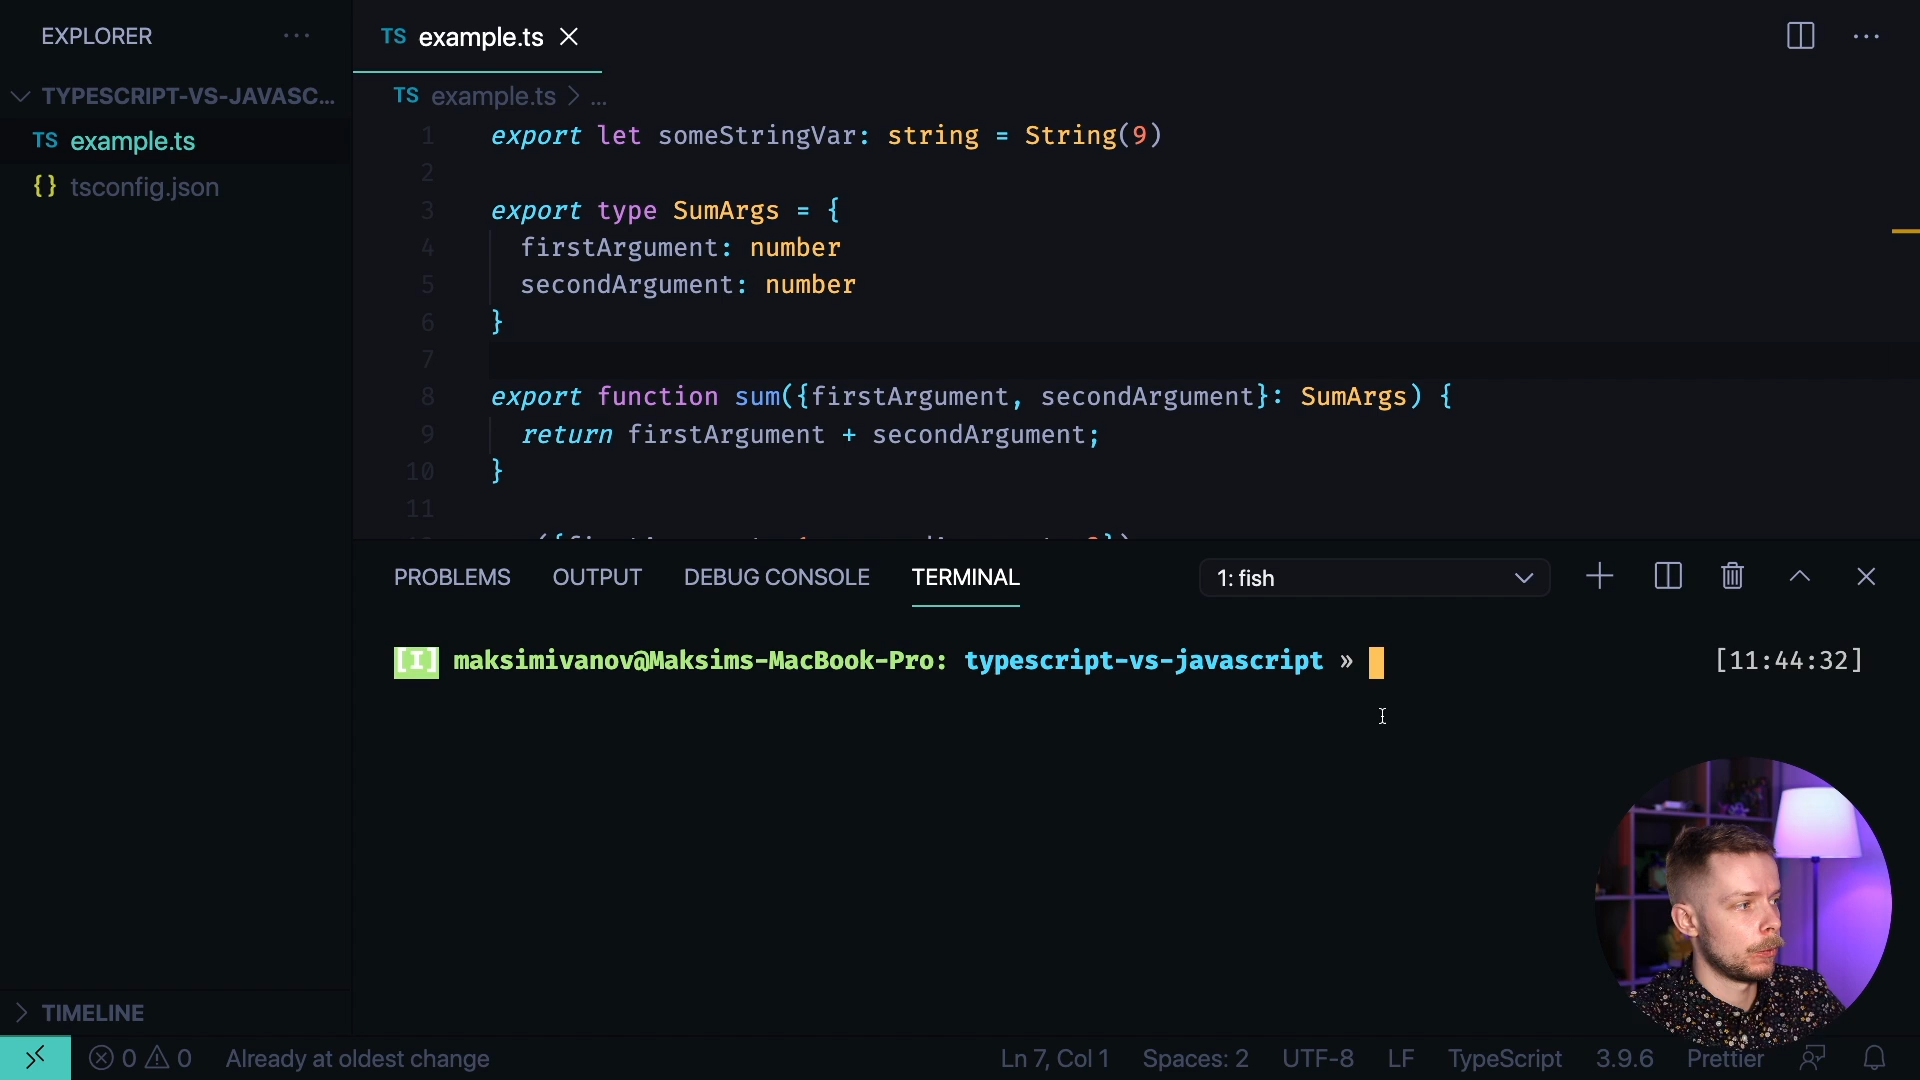 EXPLORER ...
TS example.ts
TYPESCRIPT-VS-JAVASC...
TS example.ts
{} tsconfig.json
TS example.ts > ...
1 export let someStringVar: string = String(9)
2
3 export type SumArgs = {
4 firstArgument: number
5 secondArgument: number
6 }
7
8 export function sum({firstArgument, secondArgument}: SumArgs) {
9 return firstArgument + secondArgument;
10 }
11
PROBLEMS OUTPUT DEBUG CONSOLE TERMINAL 1: fish
[I] maksimivanov@Maksims-MacBook-Pro: typescript-vs-javascript » [11:44:32]
TIMELINE
0 0 Already at oldest change Ln 7, Col 1 Spaces: 2 UTF-8 LF TypeScript 3.9.6 Prettier